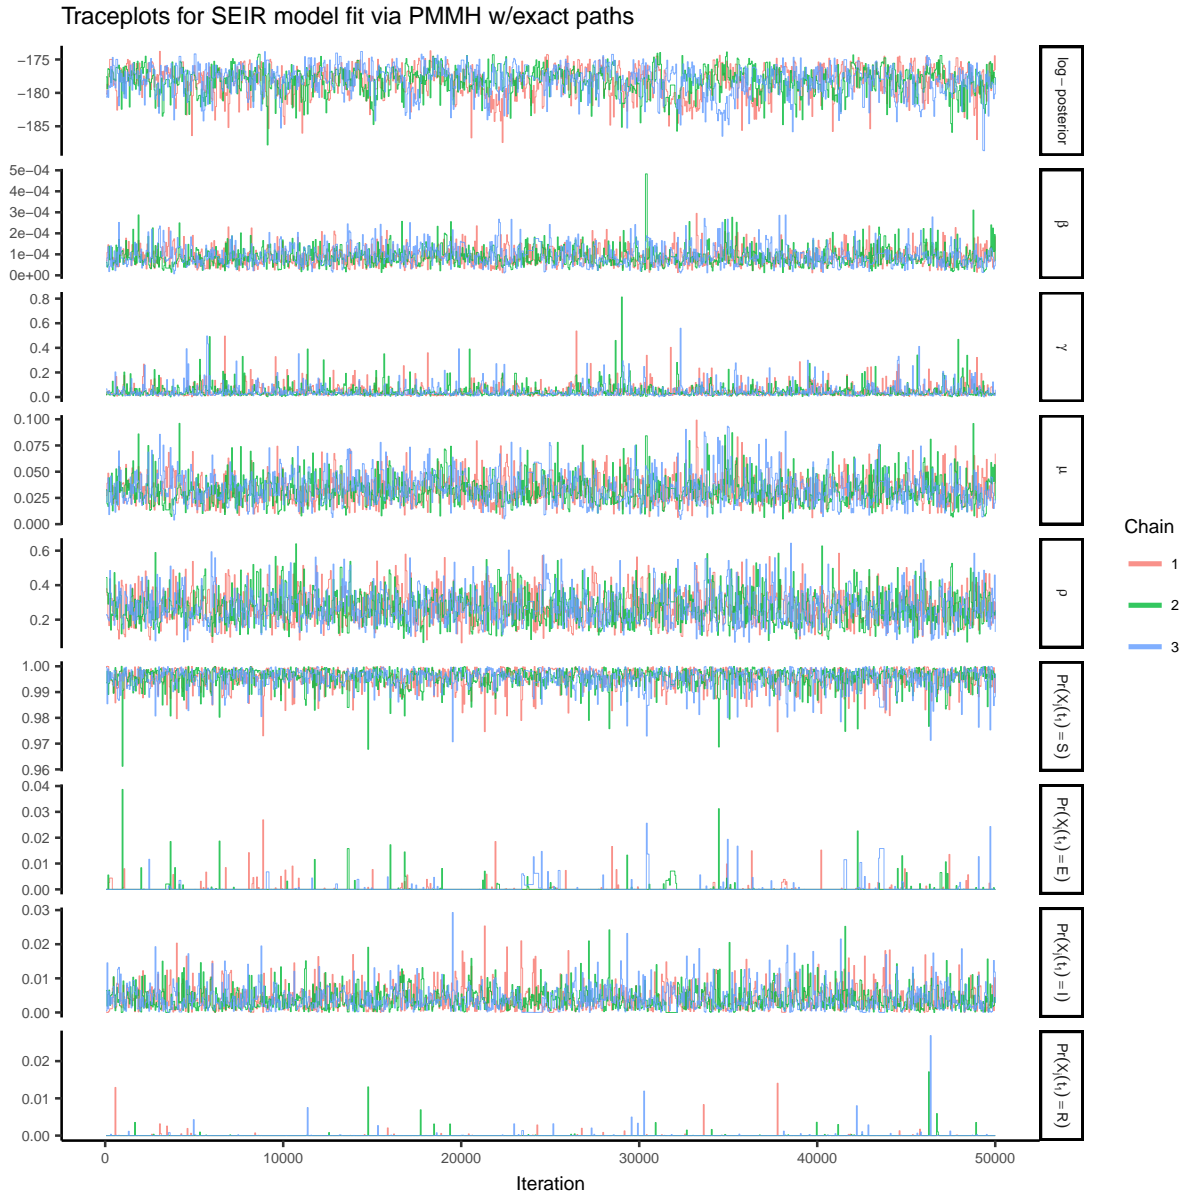 Traceplots for SEIR model fit via PMMH w/exact paths
−175
−180
−185
log− posterior
5e−04
4e−04
3e−04
2e−04
1e−04
0e+00
β
0.8
0.6
0.4
0.2
0.0
γ
0.100
0.075
0.050
0.025
0.000
μ
0.6
0.4
0.2
ρ
1.00
0.99
0.98
0.97
0.96
Pr(Xj(t1) = S)
0.04
0.03
0.02
0.01
0.00
Pr(Xj(t1) = E)
0.03
0.02
0.01
0.00
Pr(Xj(t1) = I)
0.02
0.01
0.00
Pr(Xj(t1) = R)
0 10000 20000 30000 40000 50000
Iteration
Chain
1
2
3